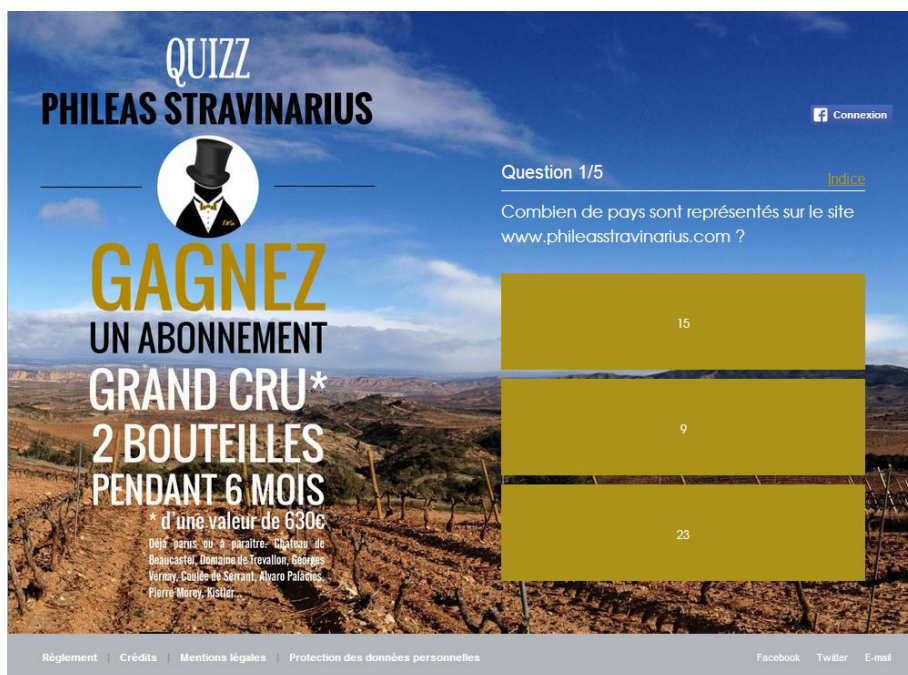 QUIZZ
PHILEAS STRAVINARIUS
GAGNEZ
UN ABONNEMENT
GRAND CRU*
2 BOUTEILLES
PENDANT 6 MOIS
* d'une valeur de 630€
Déjà parus ou à paraître: Château de
Beaucastel, Domaine de Trevallon, Georges
Vernay, Coulée de Serrant, Alvaro Palacios,
Pierre Morey, Kistler...
Connexion
Question 1/5
Indice
Combien de pays sont représentés sur le site
www.phileasstravinarius.com ?
15
9
23
Règlement | Crédits | Mentions légales | Protection des données personnelles
Facebook Twitter E-mail